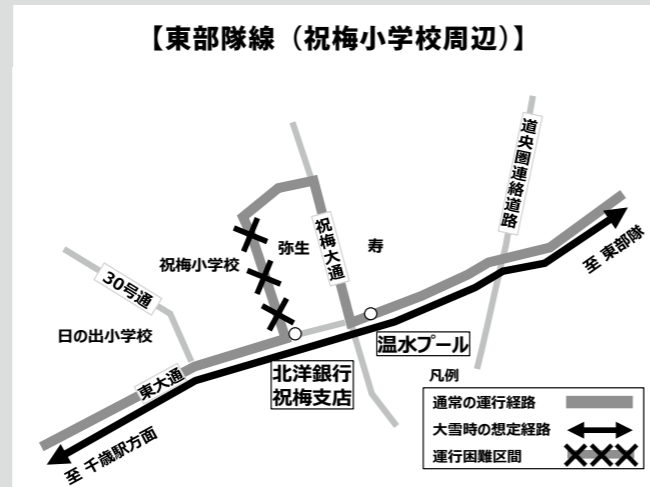 【東部隊線（祝梅小学校周辺）】
道央圏連絡道路
祝梅大通
弥生
寿
祝梅小学校
至 東部隊
30号通
日の出小学校
温水プール
東大通
北洋銀行
祝梅支店
至 千歳駅方面
凡例
通常の運行経路
大雪時の想定経路
運行困難区間